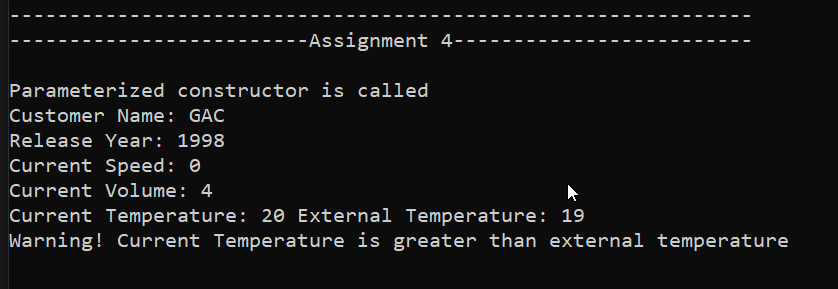 --------------------------------------------------------------
-------------------------Assignment 4-------------------------
Parameterized constructor is called
Customer Name: GAC
Release Year: 1998
Current Speed: 0
Current Volume: 4
Current Temperature: 20 External Temperature: 19
Warning! Current Temperature is greater than external temperature